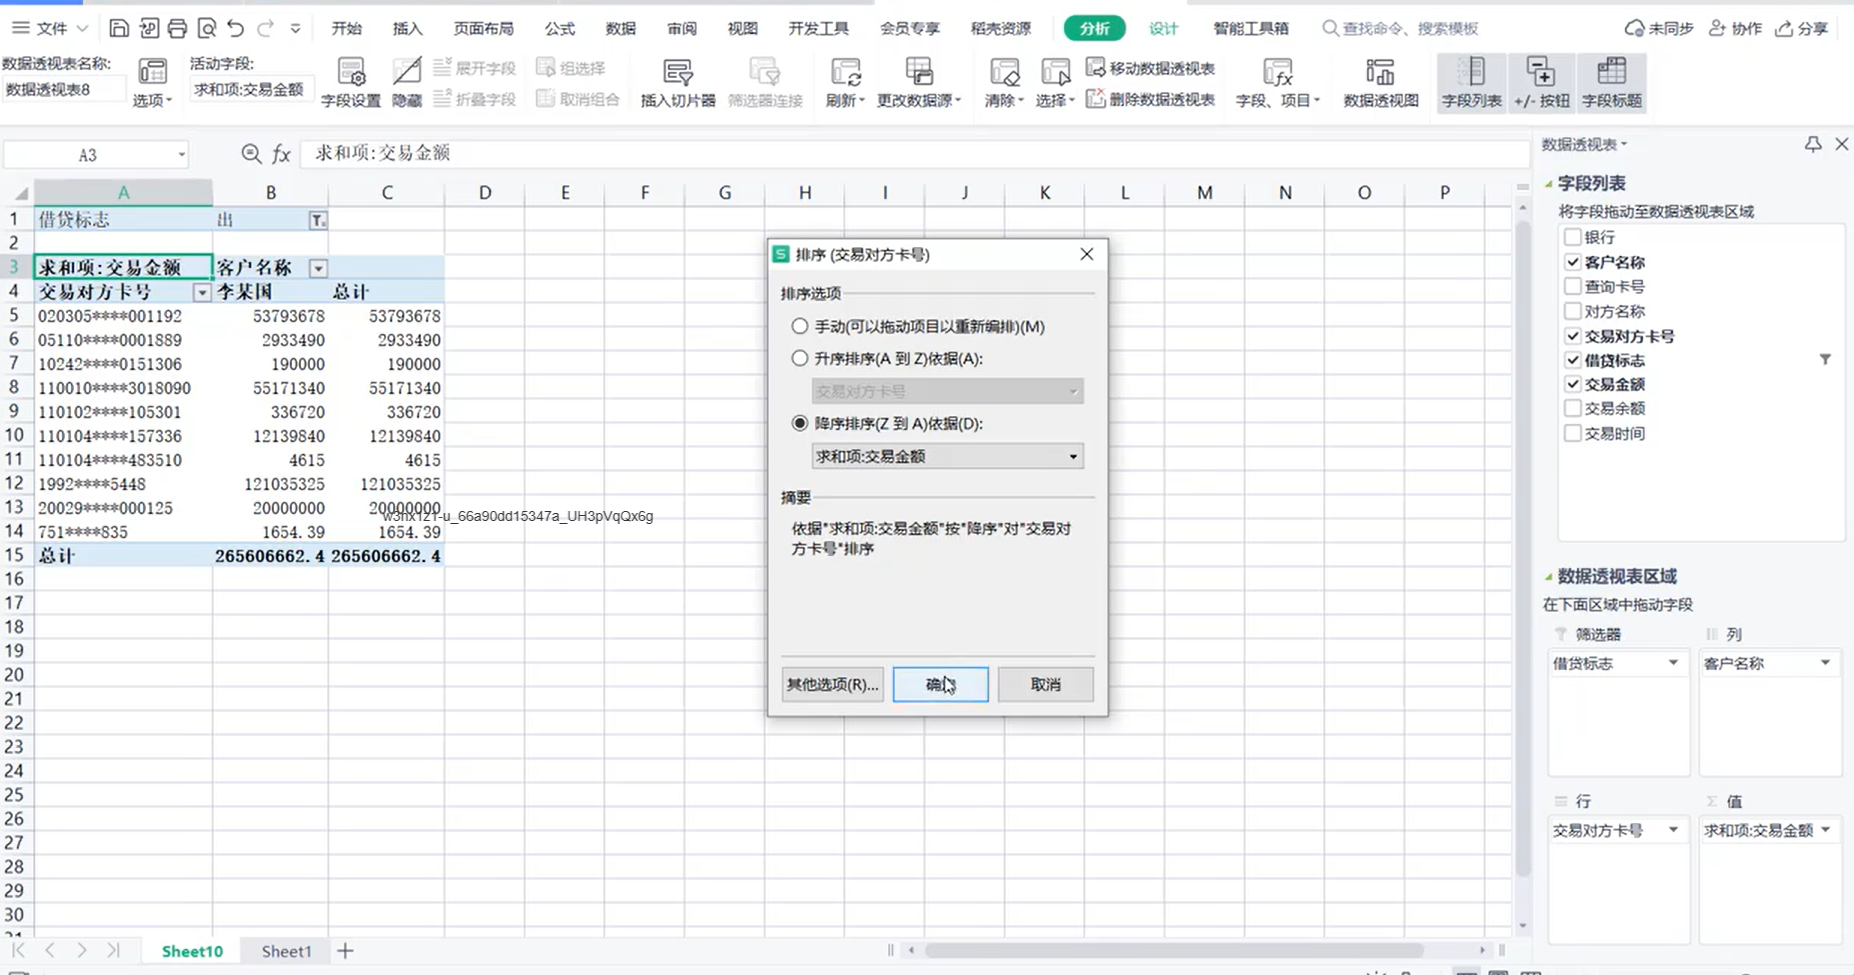 文件 开始 插入 页面布局 公式 数据 审阅 视图 开发工具 会员专享 稻壳资源 分析 设计 智能工具箱 查找命令、搜索模板 未同步 协作 分享
数据透视表名称:
数据透视表8
选项
活动字段:
求和项:交易金额
字段设置 隐藏
展开字段
折叠字段
组选择
取消组合
插入切片器 筛选器连接 刷新 更改数据源 清除 选择
移动数据透视表
删除数据透视表
字段、项目 数据透视图 字段列表 +/- 按钮 字段标题
A3 fx 求和项:交易金额
A B C D E F G H I J K L M N O P
1 借贷标志 出
2
3 求和项:交易金额 客户名称
4 交易对方卡号 李某国 总计
5 020305****001192 53793678 53793678
6 05110****0001889 2933490 2933490
7 10242****0151306 190000 190000
8 110010****3018090 55171340 55171340
9 110102****105301 336720 336720
10 110104****157336 12139840 12139840
11 110104****483510 4615 4615
12 1992****5448 121035325 121035325
13 20029****000125 20000000 20000000
w3nx1z1-u_66a90dd15347a_UH3pVqQx6g
14 751****835 1654.39 1654.39
15 总计 265606662.4 265606662.4
16
17
18
19
20
21
22
23
24
25
26
27
28
29
30
排序 (交易对方卡号)
排序选项
手动(可以拖动项目以重新编排)(M)
升序排序(A 到 Z)依据(A):
交易对方卡号
降序排序(Z 到 A)依据(D):
求和项:交易金额
摘要
依据"求和项:交易金额"按"降序"对"交易对
方卡号"排序
其他选项(R)... 确 取消
数据透视表
字段列表
将字段拖动至数据透视表区域
银行
客户名称
查询卡号
对方名称
交易对方卡号
借贷标志
交易金额
交易余额
交易时间
数据透视表区域
在下面区域中拖动字段
筛选器 列
借贷标志 客户名称
行 Σ 值
交易对方卡号 求和项:交易金额
Sheet10 Sheet1 +